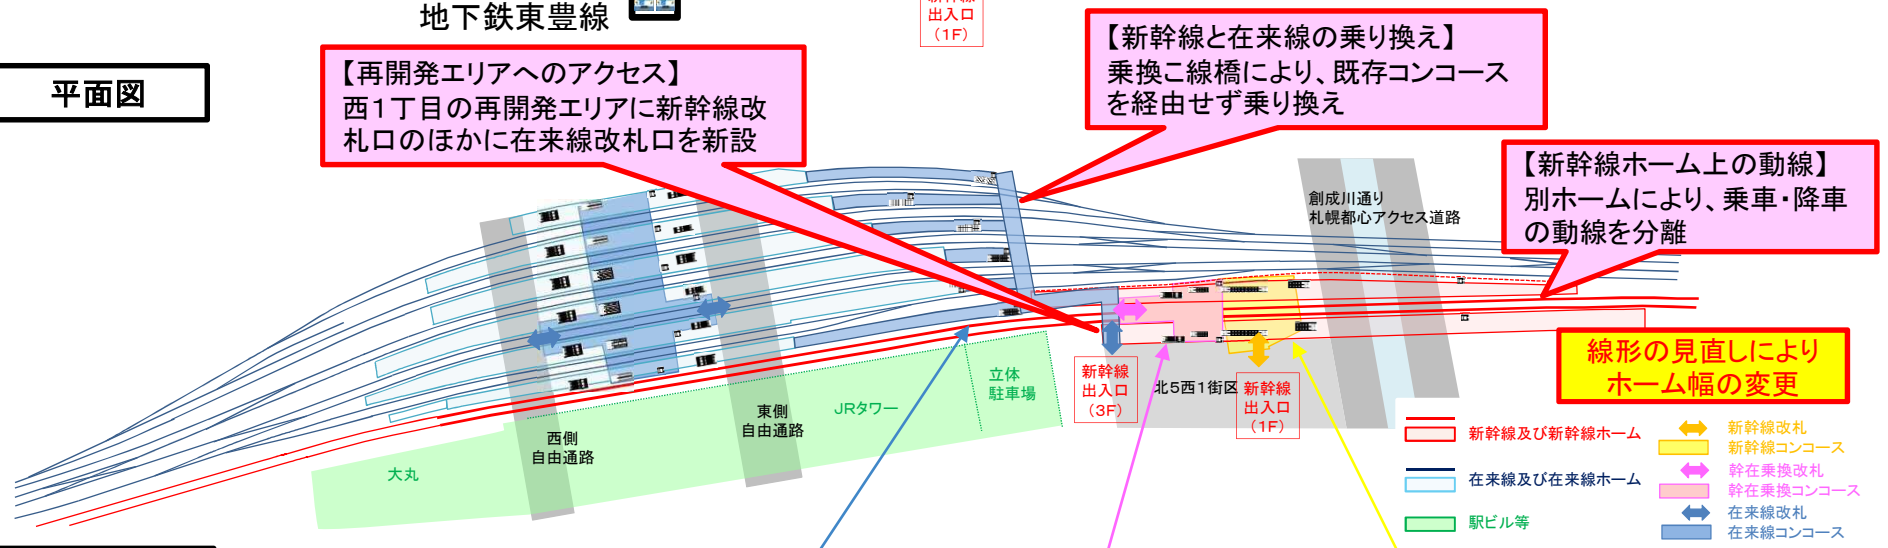 地下鉄東豊線
新幹線
出入口
(1F)
平面図
【再開発エリアへのアクセス】
西1丁目の再開発エリアに新幹線改
札口のほかに在来線改札口を新設
【新幹線と在来線の乗り換え】
乗換こ線橋により、既存コンコース
を経由せず乗り換え
【新幹線ホーム上の動線】
別ホームにより、乗車・降車
の動線を分離
創成川通り
札幌都心アクセス道路
線形の見直しにより
ホーム幅の変更
新幹線
出入口
(3F)
北5西1街区
新幹線
出入口
(1F)
立体
駐車場
JRタワー
東側
自由通路
西側
自由通路
大丸
新幹線及び新幹線ホーム
在来線及び在来線ホーム
駅ビル等
新幹線改札
新幹線コンコース
幹在乗換改札
幹在乗換コンコース
在来線改札
在来線コンコース